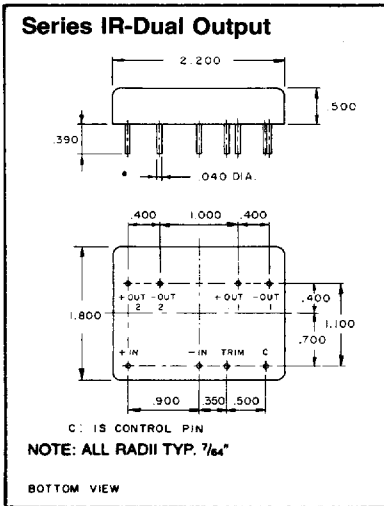 Series IR-Dual Output
2.200
.500
.390
.040 DIA.
.400 1.000 .400
+OUT 2 -OUT 2 +OUT 1 -OUT 1
.400
1.800
1.100
.700
+IN -IN TRIM C
.900 .350 .500
C: IS CONTROL PIN
NOTE: ALL RADII TYP. 7/64"
BOTTOM VIEW